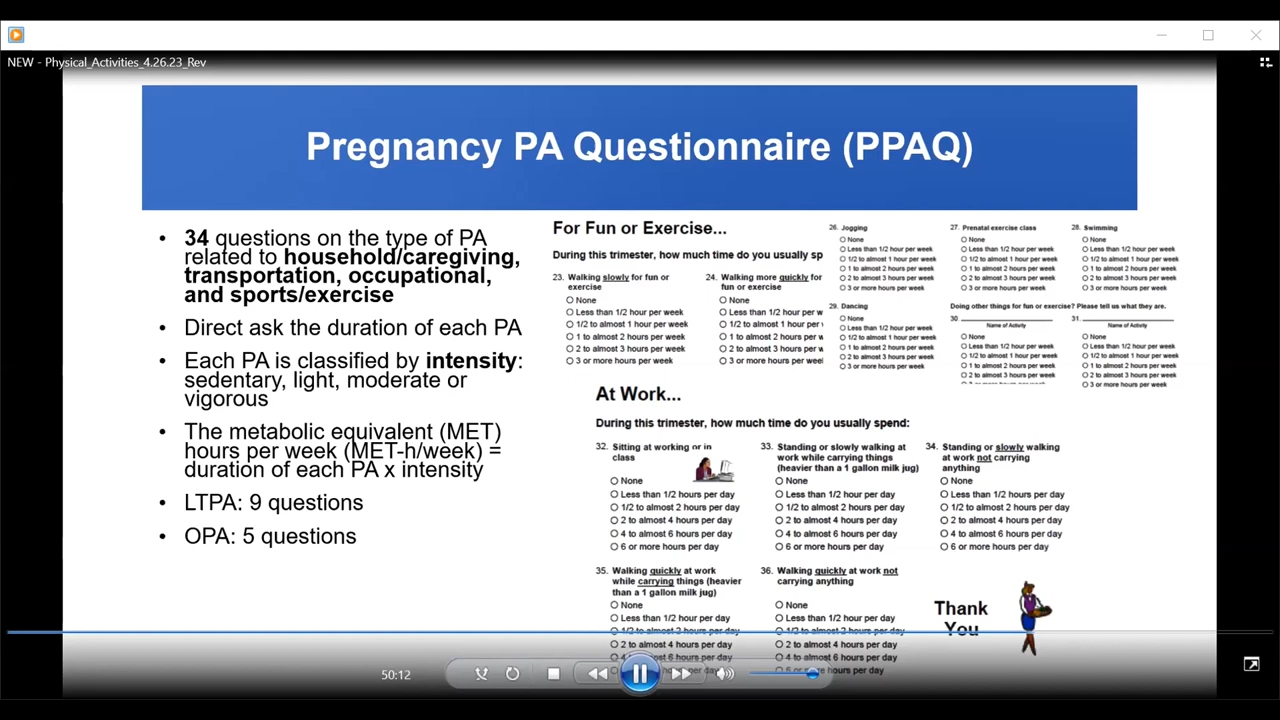 NEW - Physical_Activities_4.26.23_Rev
Pregnancy PA Questionnaire (PPAQ)
• 34 questions on the type of PA
related to household/caregiving,
transportation, occupational,
and sports/exercise
• Direct ask the duration of each PA
• Each PA is classified by intensity:
sedentary, light, moderate or
vigorous
• The metabolic equivalent (MET)
hours per week (MET-h/week) =
duration of each PA x intensity
• LTPA: 9 questions
• OPA: 5 questions
For Fun or Exercise...
During this trimester, how much time do you usually sp
23. Walking slowly for fun or
exercise
None
Less than 1/2 hour per week
1/2 to almost 1 hour per week
1 to almost 2 hours per week
2 to almost 3 hours per week
3 or more hours per week
24. Walking more quickly for
fun or exercise
None
Less than 1/2 hour per w
1/2 to almost 1 hour per
1 to almost 2 hours per w
2 to almost 3 hours per w
3 or more hours per weel
26. Jogging
None
Less than 1/2 hour per week
1/2 to almost 1 hour per week
1 to almost 2 hours per week
2 to almost 3 hours per week
3 or more hours per week
27. Prenatal exercise class
None
Less than 1/2 hour per week
1/2 to almost 1 hour per week
1 to almost 2 hours per week
2 to almost 3 hours per week
3 or more hours per week
28. Swimming
None
Less than 1/2 hour per week
1/2 to almost 1 hour per week
1 to almost 2 hours per week
2 to almost 3 hours per week
3 or more hours per week
29. Dancing
None
Less than 1/2 hour per week
1/2 to almost 1 hour per week
1 to almost 2 hours per week
2 to almost 3 hours per week
3 or more hours per week
Doing other things for fun or exercise? Please tell us what they are.
30.
Name of Activity
None
Less than 1/2 hour per week
1/2 to almost 1 hour per week
1 to almost 2 hours per week
2 to almost 3 hours per week
31.
Name of Activity
None
Less than 1/2 hour per week
1/2 to almost 1 hour per week
1 to almost 2 hours per week
2 to almost 3 hours per week
3 or more hours per week
At Work...
During this trimester, how much time do you usually spend:
32. Sitting at working or in
class
None
Less than 1/2 hours per day
1/2 to almost 2 hours per day
2 to almost 4 hours per day
4 to almost 6 hours per day
6 or more hours per day
33. Standing or slowly walking at
work while carrying things
(heavier than a 1 gallon milk jug)
None
Less than 1/2 hour per day
1/2 to almost 2 hours per day
2 to almost 4 hours per day
4 to almost 6 hours per day
6 or more hours per day
34. Standing or slowly walking
at work not carrying
anything
None
Less than 1/2 hours per day
1/2 to almost 2 hours per day
2 to almost 4 hours per day
4 to almost 6 hours per day
6 or more hours per day
35. Walking quickly at work
while carrying things (heavier
than a 1 gallon milk jug)
None
Less than 1/2 hour per day
1/2 to almost 2 hours per day
2 to almost 4 hours per day
4 to almost 6 hours per day
hours per day
36. Walking quickly at work not
carrying anything
None
Less than 1/2 hours per day
1/2 to almost 2 hours per day
2 to almost 4 hours per day
4 to almost 6 hours per day
6 or more hours per day
Thank
You
50:12